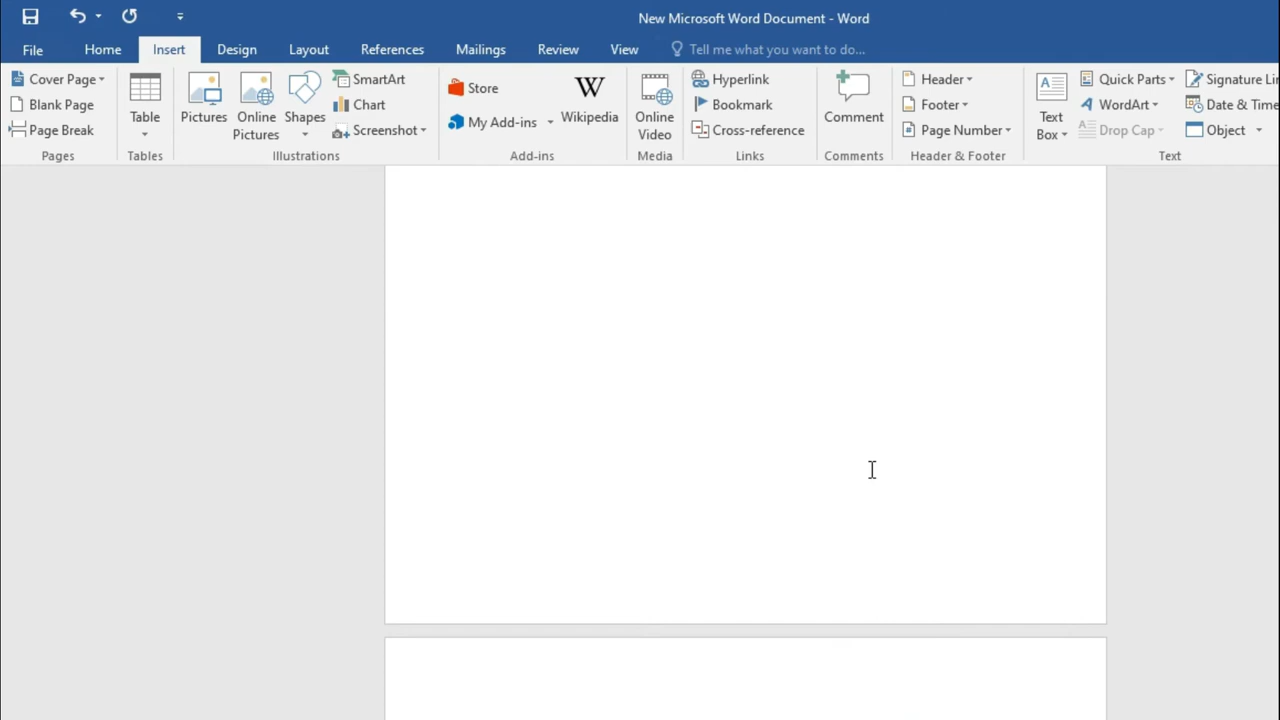 New Microsoft Word Document - Word
File Home Insert Design Layout References Mailings Review View Tell me what you want to do...
Cover Page
Blank Page
Page Break
Pages
Table
Tables
Pictures
Online Pictures
Shapes
SmartArt
Chart
Screenshot
Illustrations
Store
My Add-ins
W
Wikipedia
Add-ins
Online Video
Media
Hyperlink
Bookmark
Cross-reference
Links
Comment
Comments
Header
Footer
Page Number
Header & Footer
Text Box
Quick Parts
WordArt
Drop Cap
Signature Li
Date & Time
Object
Text